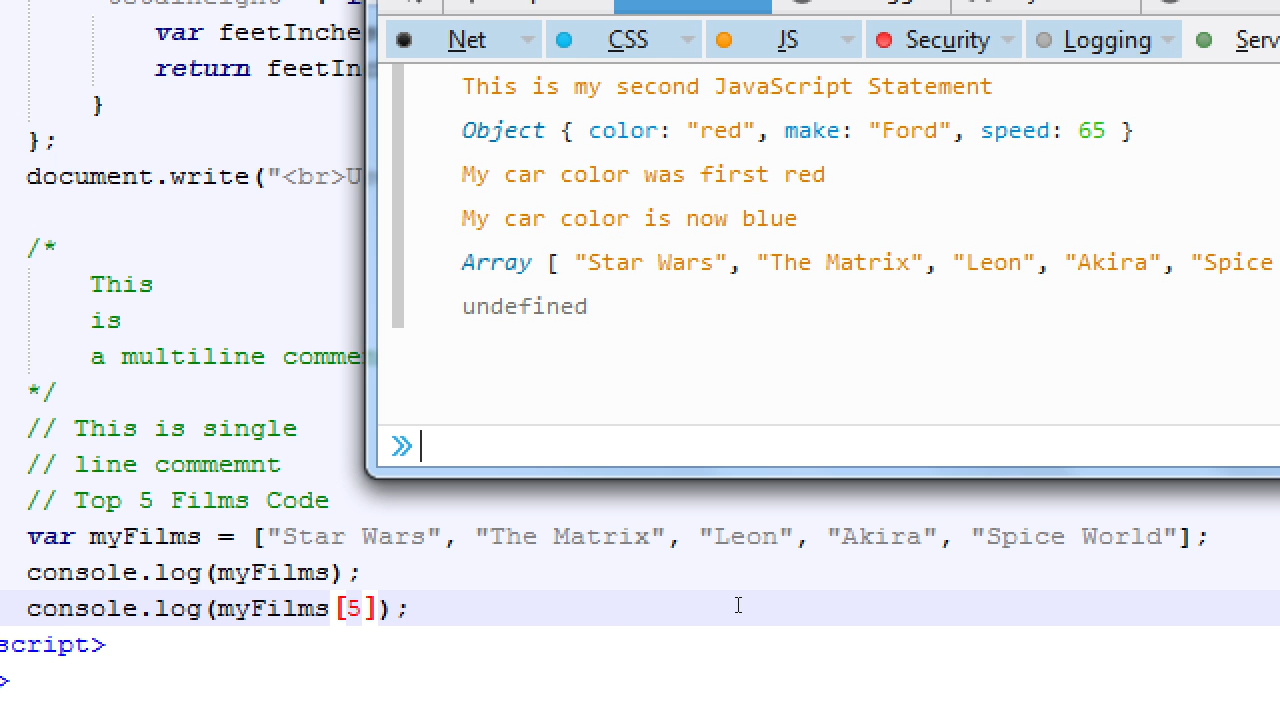 var feetInche
return feetIn
}
};
document.write("<br>U
/*
This
is
a multiline comme
*/
// This is single
// line commemnt
// Top 5 Films Code
var myFilms = ["Star Wars", "The Matrix", "Leon", "Akira", "Spice World"];
console.log(myFilms);
console.log(myFilms[5]);
script>
>
Net CSS JS Security Logging Serv
This is my second JavaScript Statement
Object { color: "red", make: "Ford", speed: 65 }
My car color was first red
My car color is now blue
Array [ "Star Wars", "The Matrix", "Leon", "Akira", "Spice
undefined
»